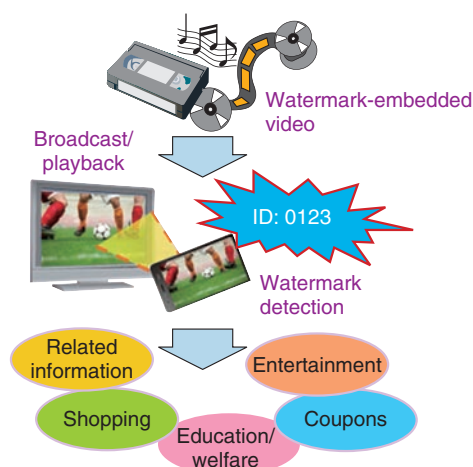 Watermark-embedded
video
Broadcast/
playback
ID: 0123
Watermark
detection
Related
information
Entertainment
Shopping
Coupons
Education/
welfare